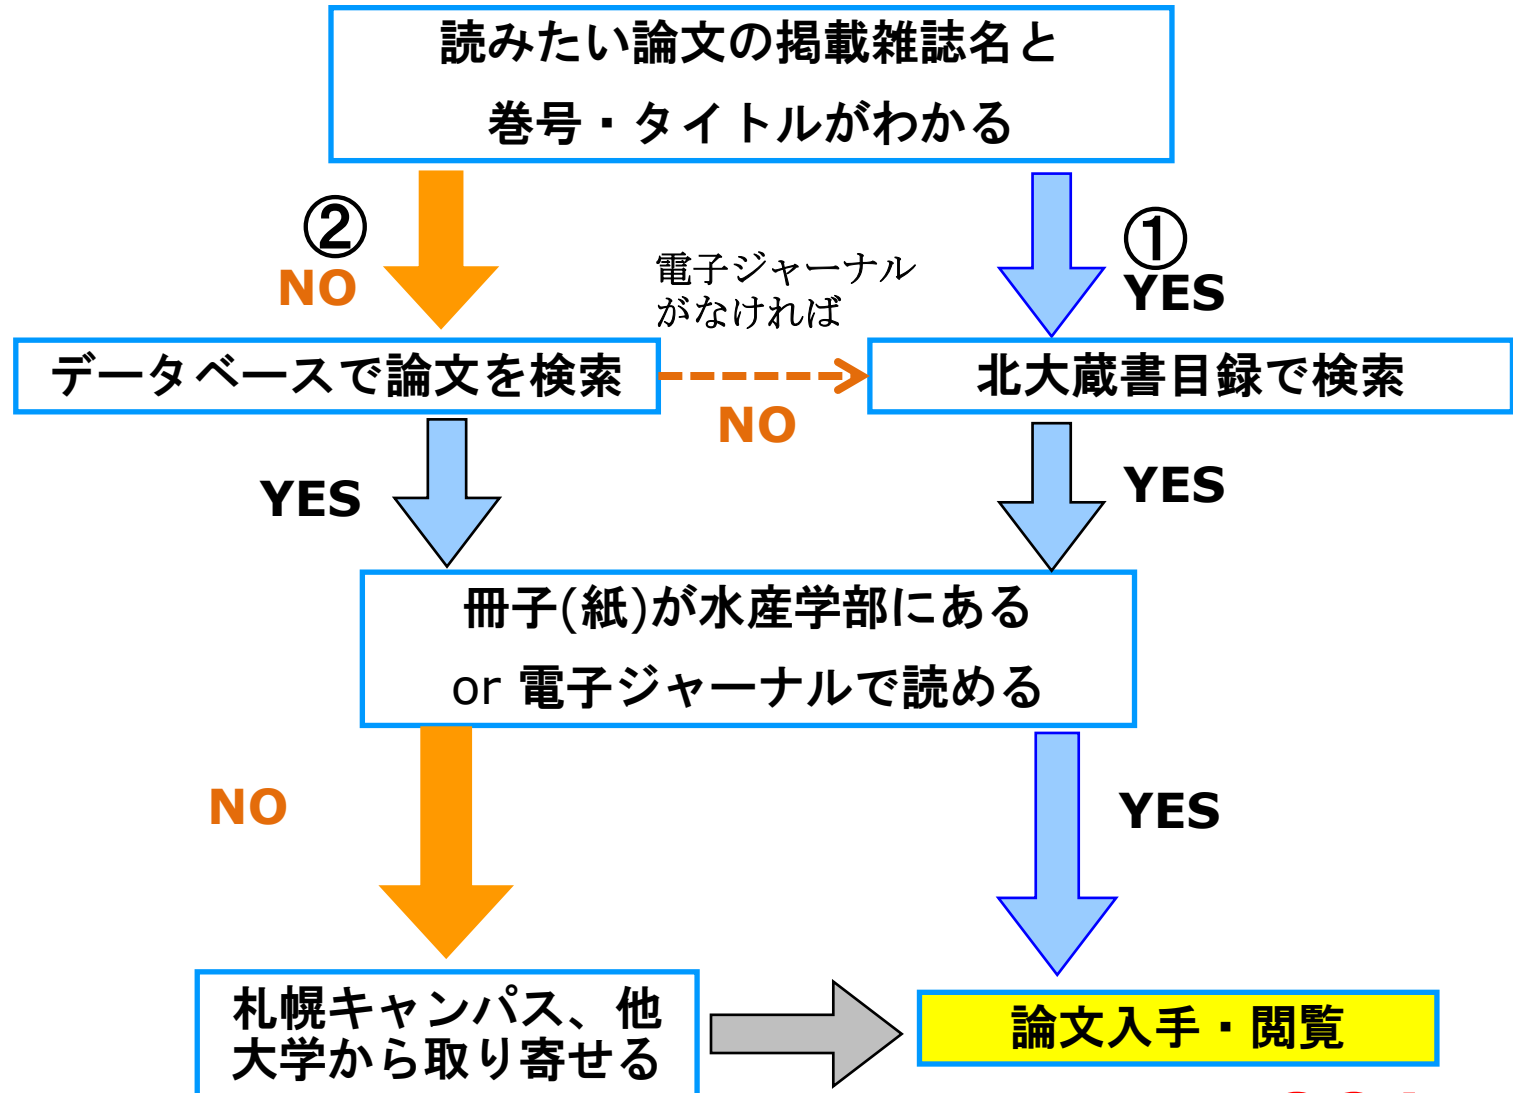 読みたい論文の掲載雑誌名と
巻号・タイトルがわかる
②
NO
①
YES
電子ジャーナル
がなければ
データベースで論文を検索
NO
北大蔵書目録で検索
YES
YES
冊子(紙)が水産学部にある
or 電子ジャーナルで読める
NO
YES
札幌キャンパス、他
大学から取り寄せる
論文入手・閲覧